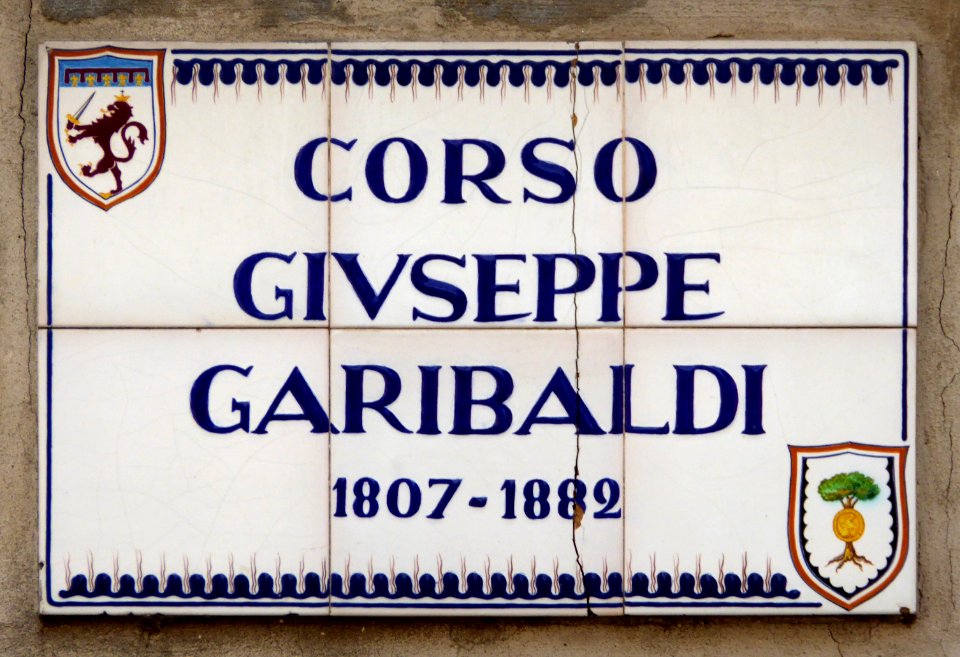 CORSO
GIVSEPPE
GARIBALDI
1807-1882